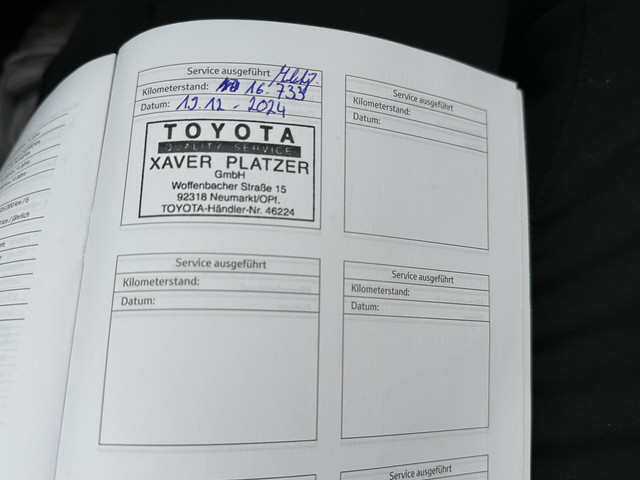 Service ausgeführt
Kilometerstand: 16.733
Datum: 19.12.2024
TOYOTA
QUALITY SERVICE
XAVER PLATZER
GmbH
Woffenbacher Straße 15
92318 Neumarkt/OPf.
TOYOTA-Händler-Nr. 46224
Service ausgeführt
Kilometerstand:
Datum:
Service ausgeführt
Kilometerstand:
Datum:
Service ausgeführt
Kilometerstand:
Datum:
Service ausgeführt